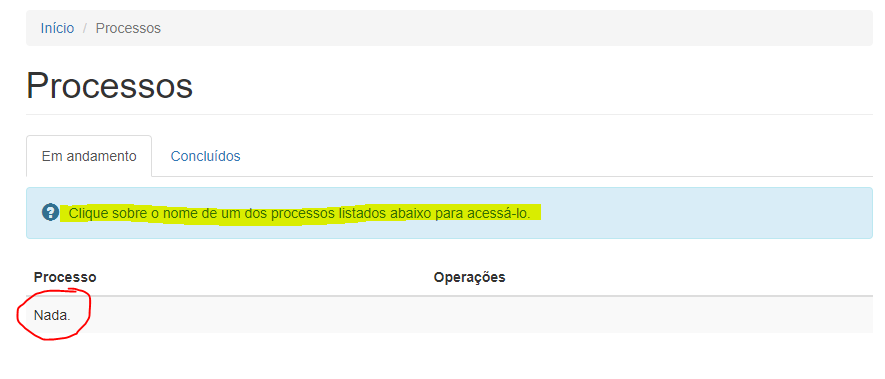 Início / Processos
Processos
Em andamento Concluídos
Clique sobre o nome de um dos processos listados abaixo para acessá-lo.
Processo Operações
Nada.